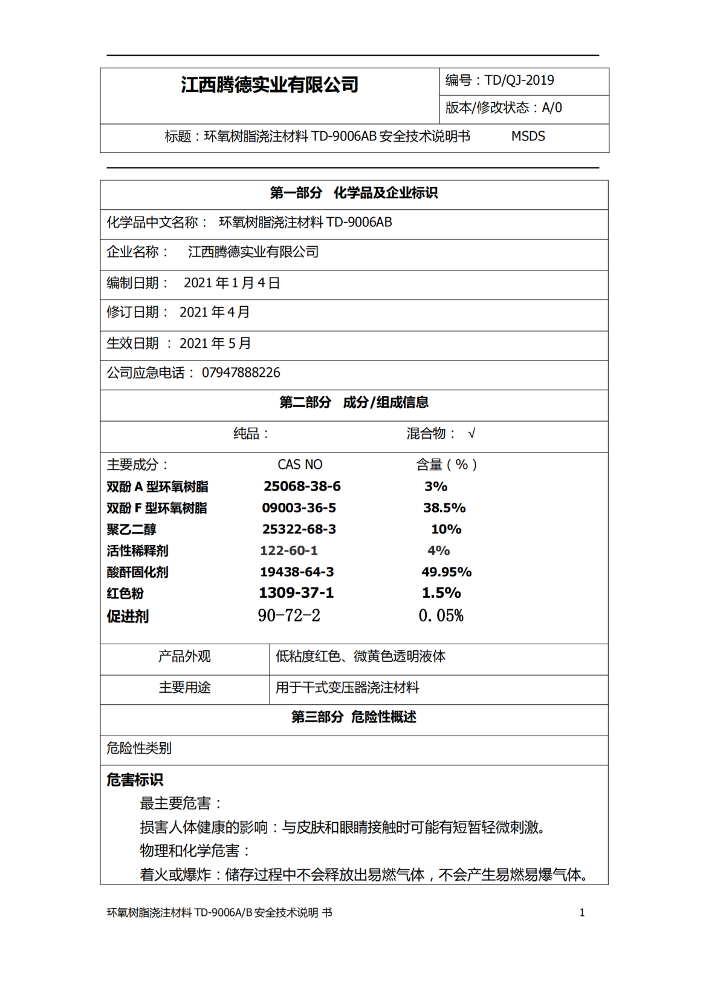 江西腾德实业有限公司
编号：TD/QJ-2019
版本/修改状态：A/0
标题：环氧树脂浇注材料 TD-9006AB 安全技术说明书 MSDS
第一部分 化学品及企业标识
化学品中文名称： 环氧树脂浇注材料 TD-9006AB
企业名称： 江西腾德实业有限公司
编制日期： 2021 年 1 月 4 日
修订日期： 2021 年 4 月
生效日期 ： 2021 年 5 月
公司应急电话： 07947888226
第二部分 成分/组成信息
纯品： 混合物： √
主要成分： CAS NO 含量（%）
双酚 A 型环氧树脂 25068-38-6 3%
双酚 F 型环氧树脂 09003-36-5 38.5%
聚乙二醇 25322-68-3 10%
活性稀释剂 122-60-1 4%
酸酐固化剂 19438-64-3 49.95%
红色粉 1309-37-1 1.5%
促进剂 90-72-2 0.05%
产品外观 低粘度红色、微黄色透明液体
主要用途 用于干式变压器浇注材料
第三部分 危险性概述
危险性类别
危害标识
最主要危害：
损害人体健康的影响：与皮肤和眼睛接触时可能有短暂轻微刺激。
物理和化学危害：
着火或爆炸：储存过程中不会释放出易燃气体，不会产生易燃易爆气体。
环氧树脂浇注材料 TD-9006A/B 安全技术说明 书 1